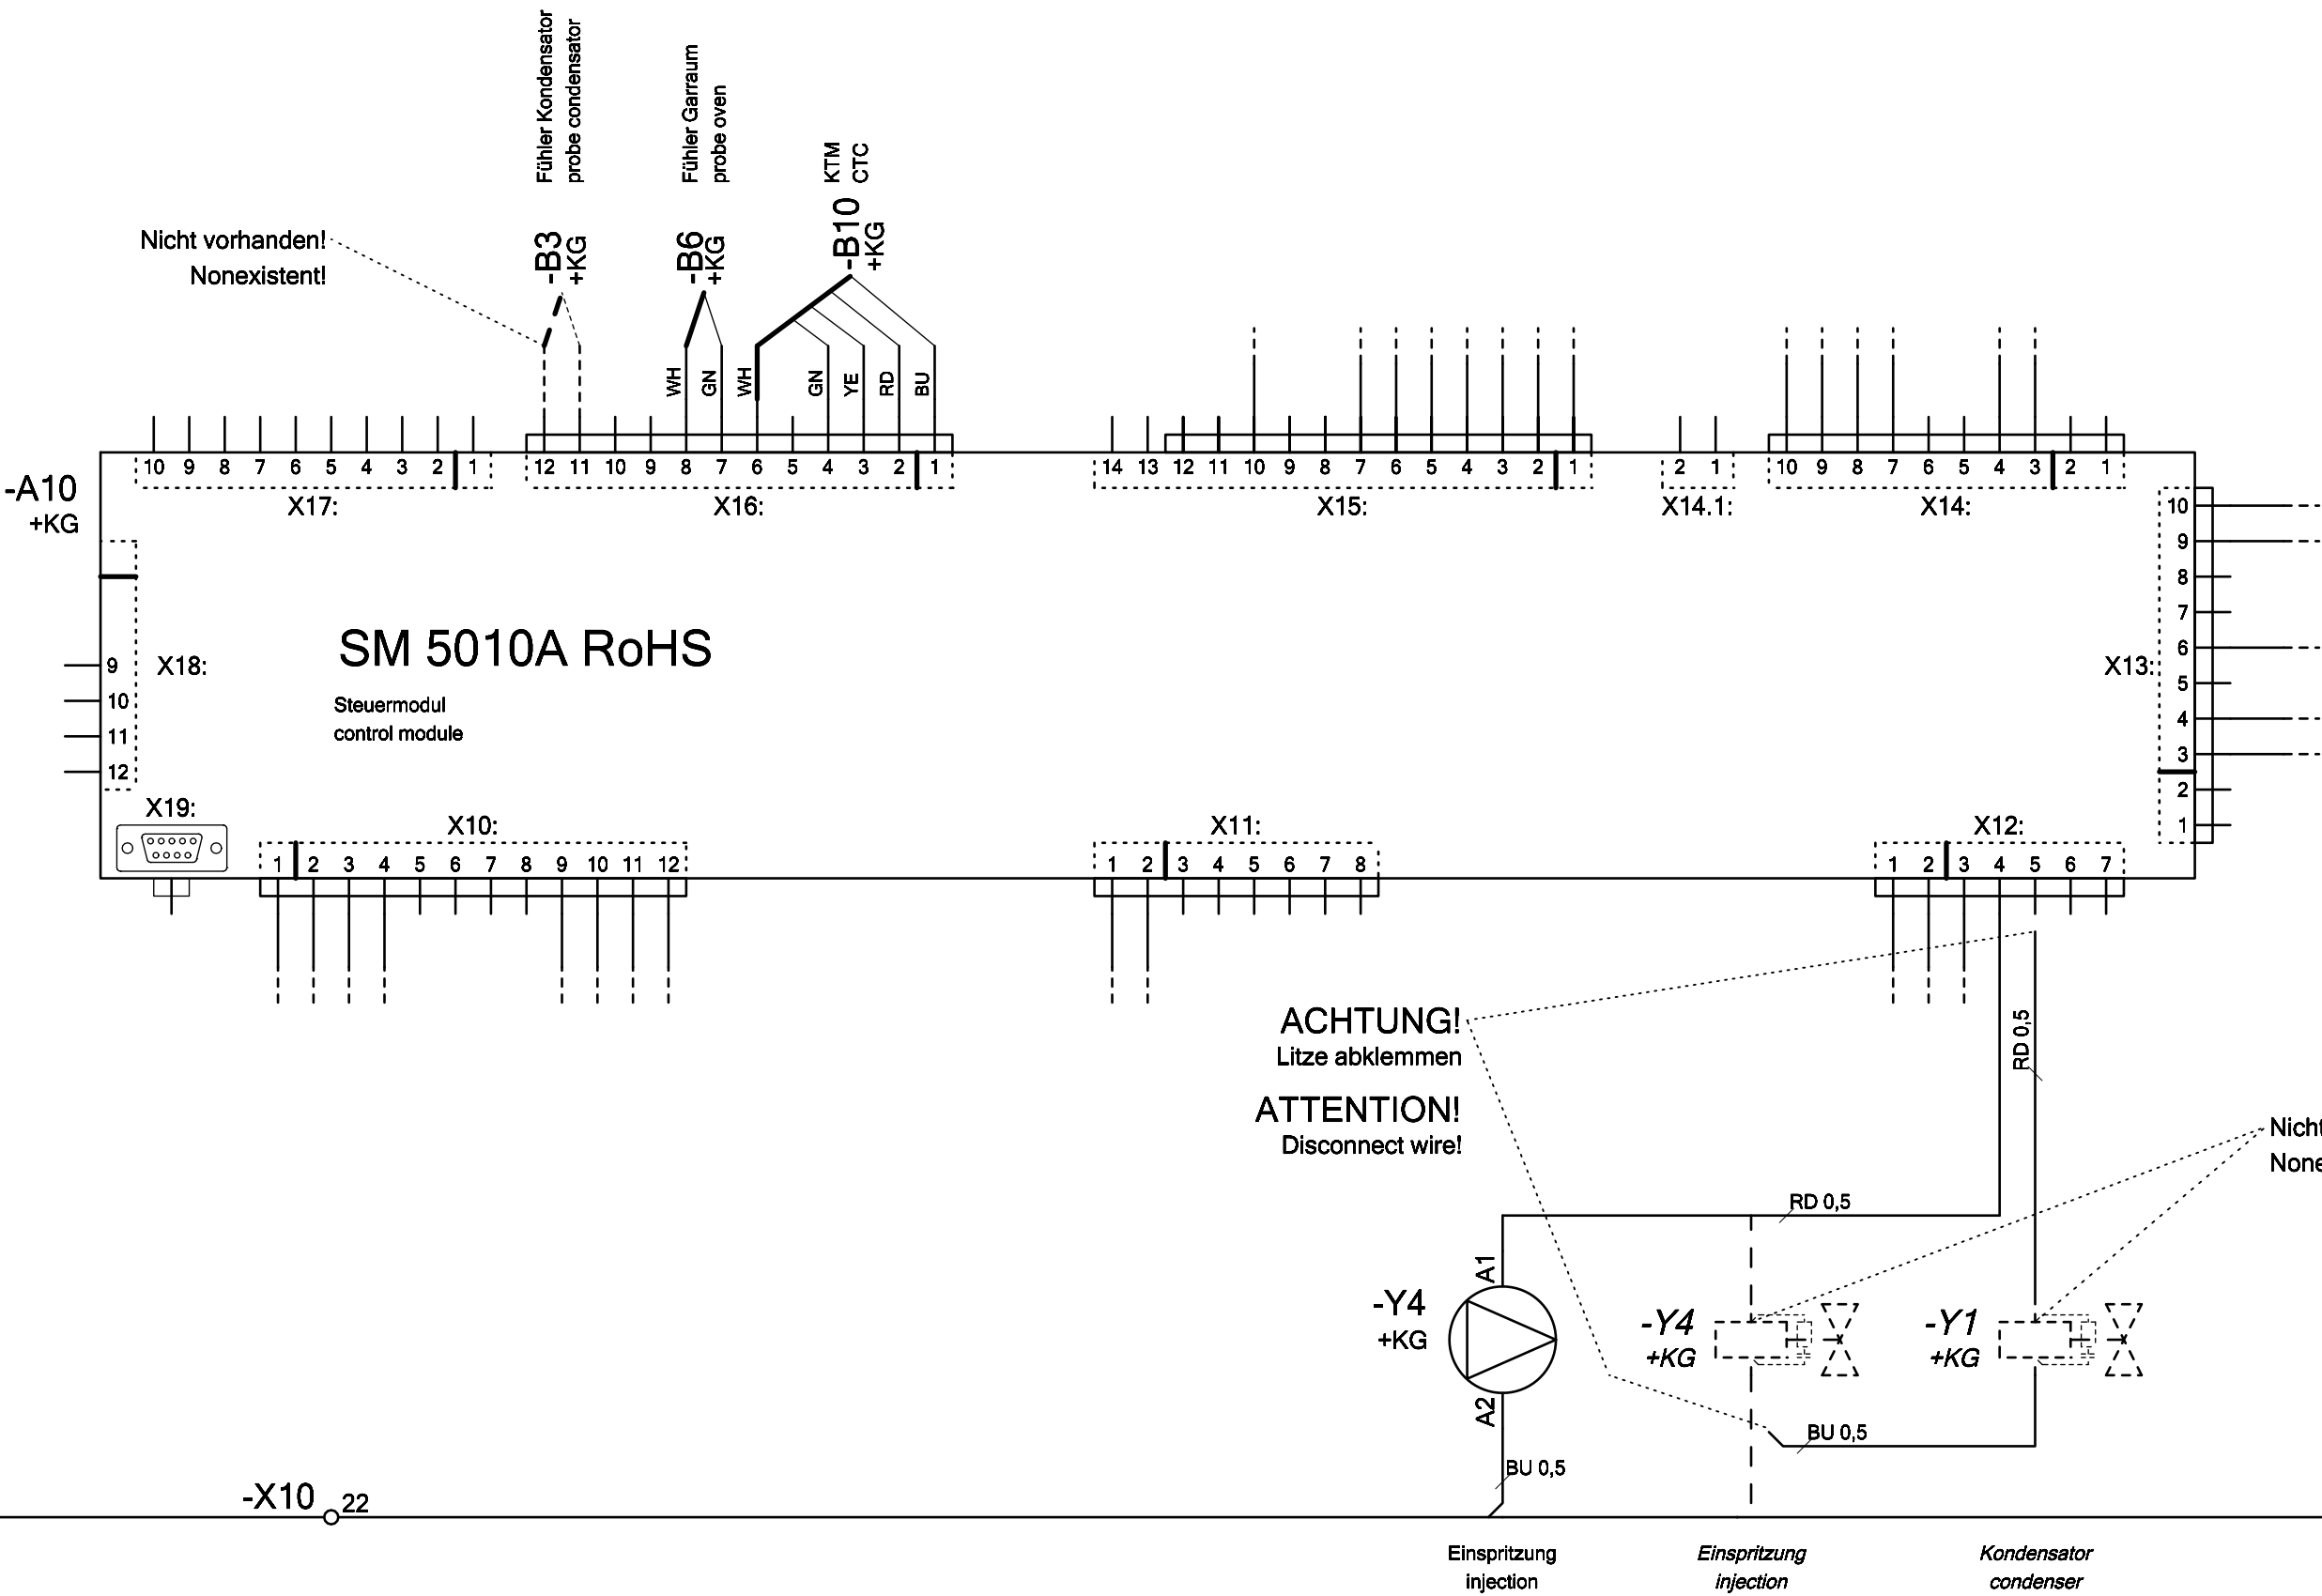 Fühler Kondensator
probe condensator
Fühler Garraum
probe oven
KTM
CTC
Nicht vorhanden!
Nonexistent!
-B3
+KG
-B6
+KG
-B10
+KG
WH
GN
WH
GN
YE
RD
BU
10 9 8 7 6 5 4 3 2 1
X17:
12 11 10 9 8 7 6 5 4 3 2 1
X16:
14 13 12 11 10 9 8 7 6 5 4 3 2 1
X15:
2 1
X14.1:
10 9 8 7 6 5 4 3 2 1
X14:
-A10
+KG
10
9
8
7
6
5
4
3
2
1
X13:
9
10
11
12
X18:
SM 5010A RoHS
Steuermodul
control module
X19:
X10:
1 2 3 4 5 6 7 8 9 10 11 12
X11:
1 2 3 4 5 6 7 8
X12:
1 2 3 4 5 6 7
ACHTUNG!
Litze abklemmen
ATTENTION!
Disconnect wire!
RD 0,5
RD 0,5
Nicht
None
A1
-Y4
+KG
A2
-Y4
+KG
-Y1
+KG
BU 0,5
BU 0,5
-X10
22
Einspritzung
injection
Einspritzung
injection
Kondensator
condenser